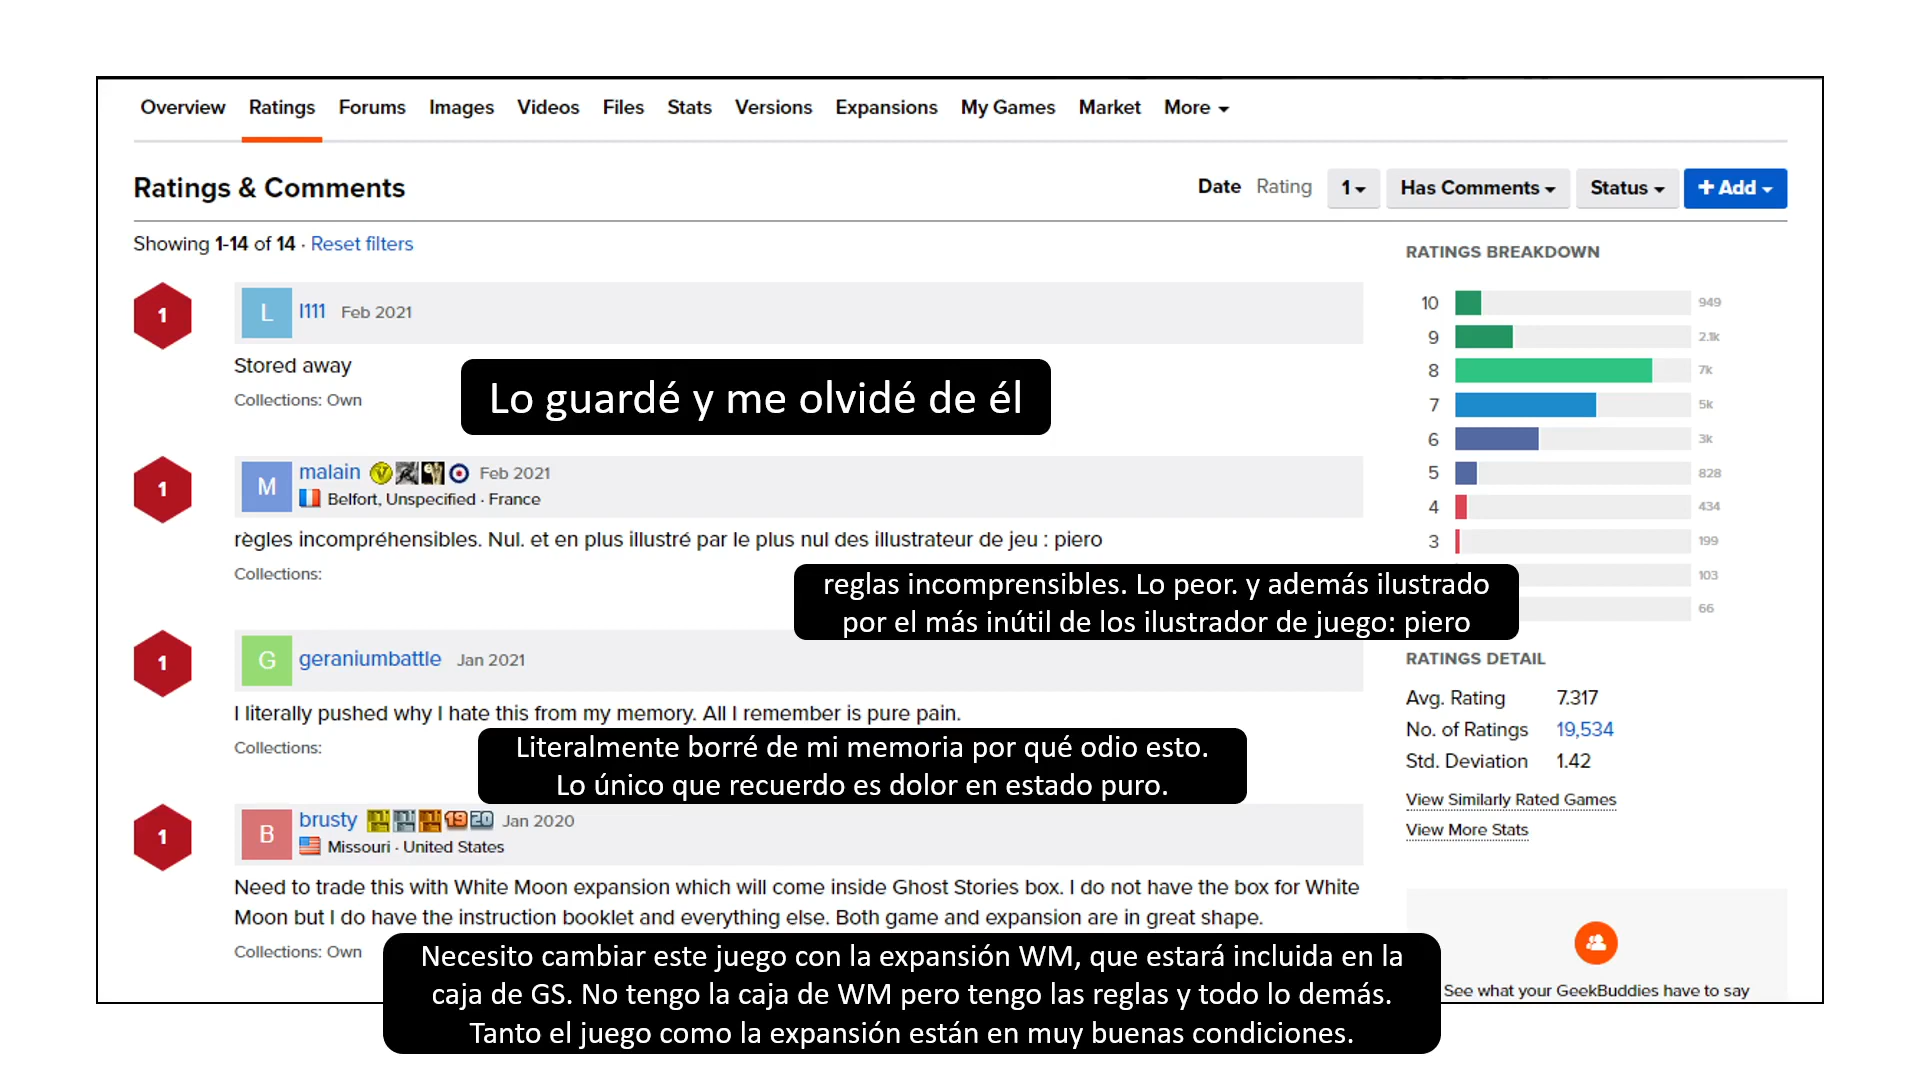 Overview Ratings Forums Images Videos Files Stats Versions Expansions My Games Market More
Ratings & Comments
Date Rating 1 Has Comments Status + Add
Showing 1-14 of 14 · Reset filters
1
L
l111 Feb 2021
Stored away
Collections: Own
Lo guardé y me olvidé de él
1
M
malain Feb 2021
Belfort, Unspecified · France
règles incompréhensibles. Nul. et en plus illustré par le plus nul des illustrateur de jeu : piero
Collections:
reglas incomprensibles. Lo peor. y además ilustrado
por el más inútil de los ilustrador de juego: piero
1
G
geraniumbattle Jan 2021
I literally pushed why I hate this from my memory. All I remember is pure pain.
Collections:
Literalmente borré de mi memoria por qué odio esto.
Lo único que recuerdo es dolor en estado puro.
1
B
brusty 19 20 Jan 2020
Missouri · United States
Need to trade this with White Moon expansion which will come inside Ghost Stories box. I do not have the box for White
Moon but I do have the instruction booklet and everything else. Both game and expansion are in great shape.
Collections: Own
Necesito cambiar este juego con la expansión WM, que estará incluida en la
caja de GS. No tengo la caja de WM pero tengo las reglas y todo lo demás.
Tanto el juego como la expansión están en muy buenas condiciones.
RATINGS BREAKDOWN
10 949
9 2.1k
8 7k
7 5k
6 3k
5 828
4 434
3 199
103
66
RATINGS DETAIL
Avg. Rating 7.317
No. of Ratings 19,534
Std. Deviation 1.42
View Similarly Rated Games
View More Stats
See what your GeekBuddies have to say